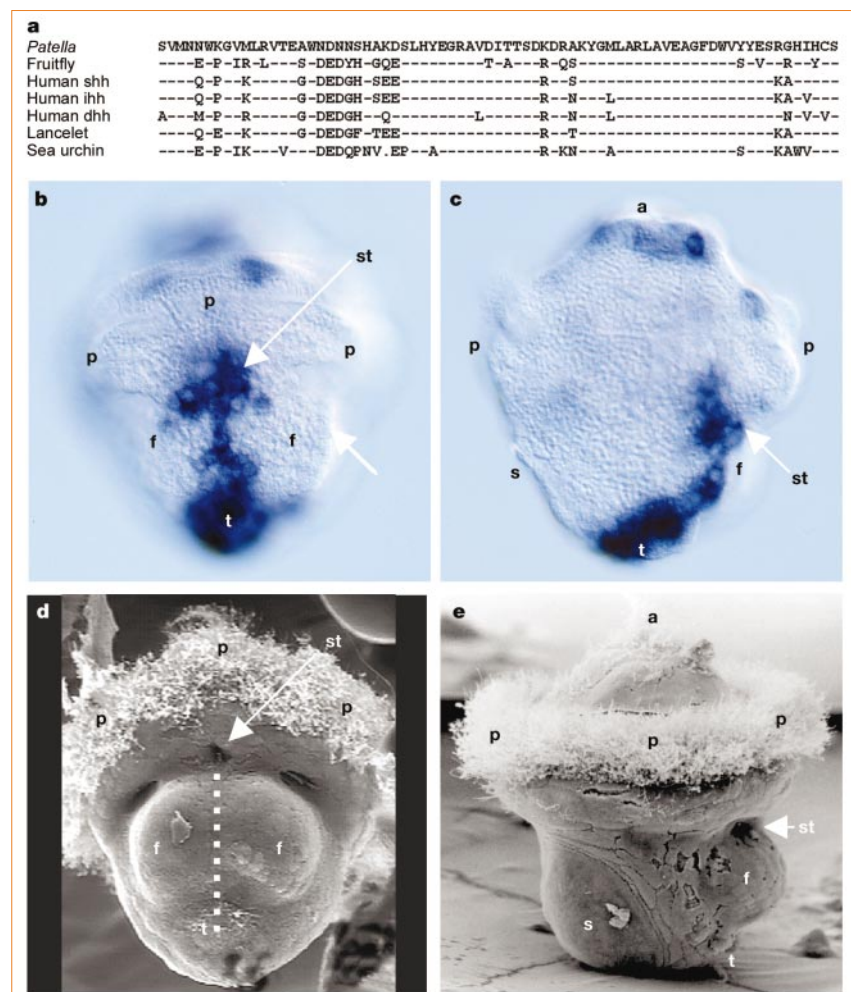 a
Patella SVMNNWKGVMLRVTEAWNDNNSHAKDSLHYEGRAVDITTSDKDRAKYGMLARLAVEAGFDWVYYESRGHIHCS
Fruitfly ----E-P-IR-L---S-DEDYH-GQE---------T-A---R-QS-----------------S-V--R--Y--
Human shh ----Q-P--K-----G-DEDGH-SEE---------------R--S---------------------KA-----
Human ihh ----Q-P--K-----G-DEDGH-SEE---------------R--N---L-----------------KA-V---
Human dhh A---M-P--R-----G-DEDGH--Q---------L------R--N---L------------------N-V-V-
Lancelet ----Q-E--K-----G-DEDGF-TEE---------------R--T---------------------KA-----
Sea urchin ----E-P-IK---T---DEDQPNV.EP--A-----------R-KN---A-------------S---KAWV---
b
st
p
p
p
f
f
t
c
a
p
p
s
f
st
t
d
p
st
p
p
f
f
t
e
a
p
p
p
st
f
s
t